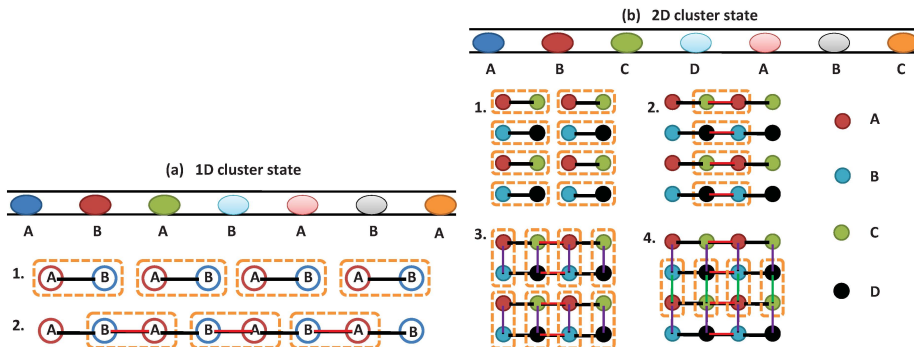 (b) 2D cluster state
A B C D A B C
1. 2.
A
B
(a) 1D cluster state
C
A B A B A B A
3. 4.
1. A B A B A B A B
D
2. A B A B A B A B